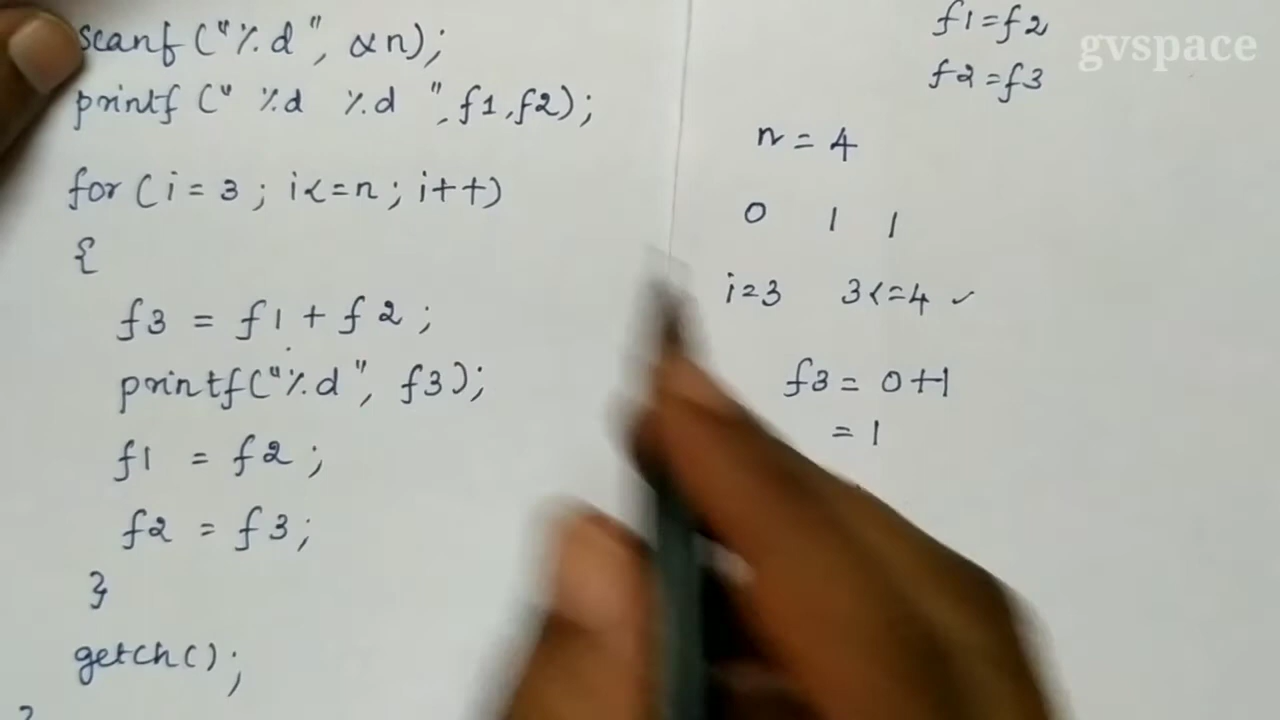 scanf ("%d", &n);
printf (" %d %d ", f1,f2);
for (i = 3 ; i<=n ; i++)
{
f3 = f1 + f2 ;
printf("%d", f3);
f1 = f2 ;
f2 = f3;
}
getch();
f1=f2
f2=f3
gvspace
n = 4
0 1 1
i=3 3<=4 ✓
f3 = 0+1
= 1